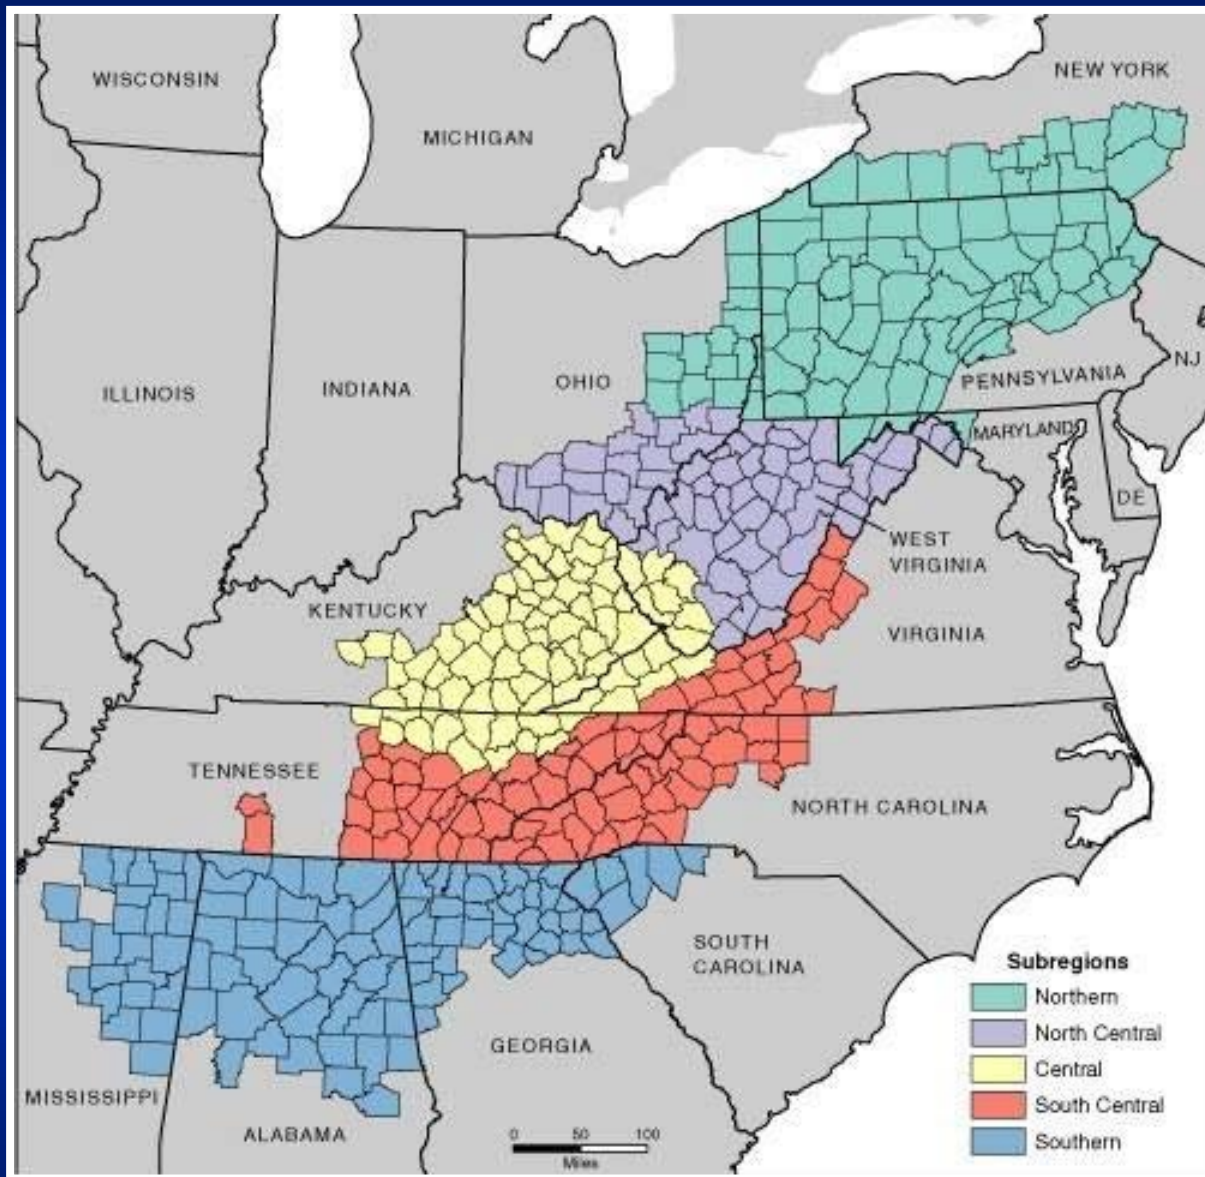 WISCONSIN
NEW YORK
MICHIGAN
ILLINOIS
INDIANA
OHIO
PENNSYLVANIA
NJ
MARYLAND
DE
WEST
VIRGINIA
KENTUCKY
VIRGINIA
TENNESSEE
NORTH CAROLINA
SOUTH
CAROLINA
GEORGIA
MISSISSIPPI
ALABAMA
0 50 100
Miles
Subregions
Northern
North Central
Central
South Central
Southern